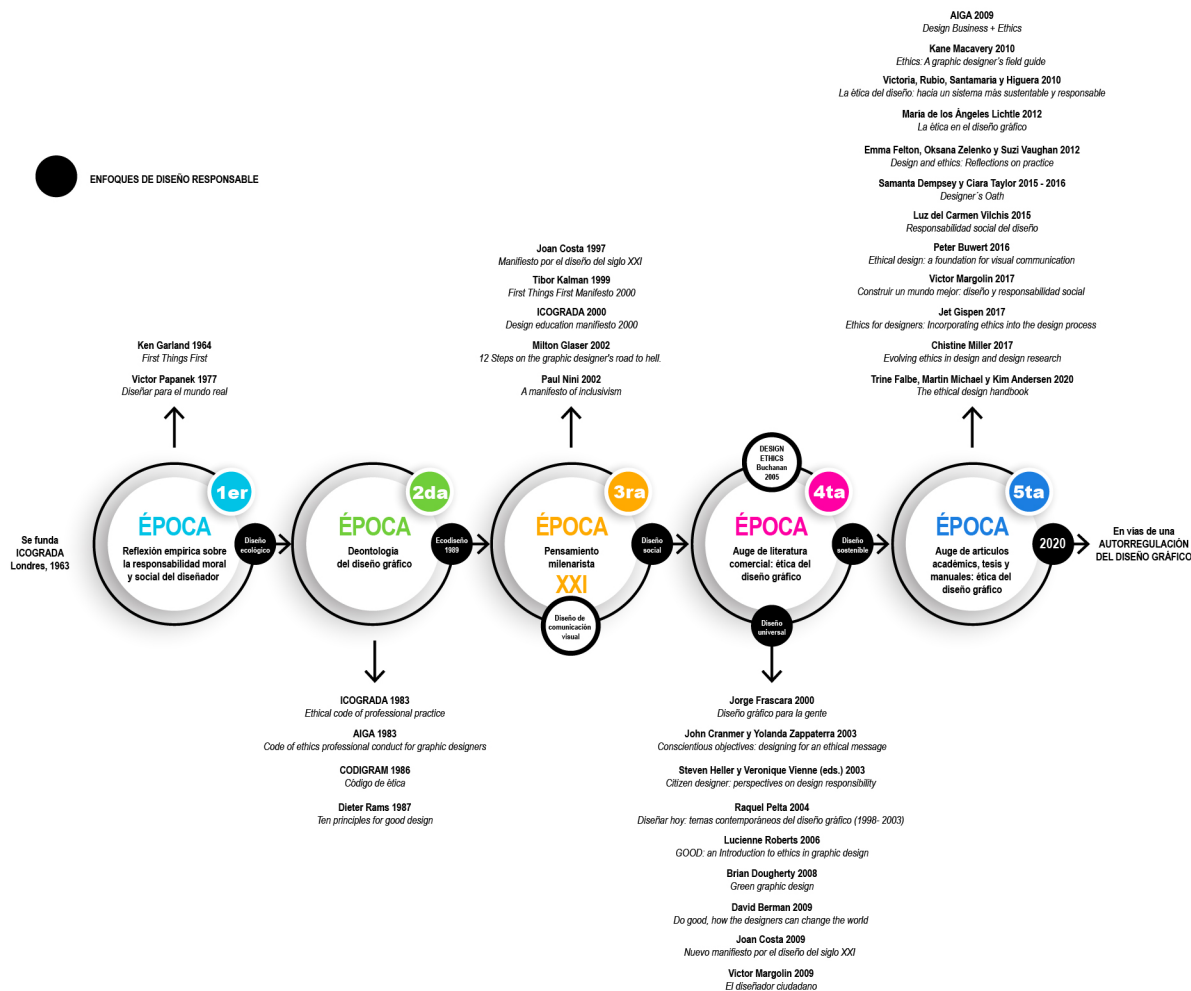 AIGA 2009
Design Business + Ethics
Kane Macavery 2010
Ethics: A graphic designer´s field guide
Victoria, Rubio, Santamaria y Higuera 2010
La ètica del diseño: hacia un sistema màs sustentable y responsable
Maria de los Ángeles Lichtle 2012
La ètica en el diseño gràfico
Emma Felton, Oksana Zelenko y Suzi Vaughan 2012
Design and ethics: Reflections on practice
Samanta Dempsey y Ciara Taylor 2015 - 2016
Designer´s Oath
Luz del Carmen Vilchis 2015
Responsabilidad social del diseño
Peter Buwert 2016
Ethical design: a foundation for visual communication
Victor Margolin 2017
Construir un mundo mejor: diseño y responsabilidad social
Jet Gispen 2017
Ethics for designers: Incorporating ethics into the design process
Chistine Miller 2017
Evolving ethics in design and design research
Trine Falbe, Martin Michael y Kim Andersen 2020
The ethical design handbook
ENFOQUES DE DISEÑO RESPONSABLE
Joan Costa 1997
Manifiesto por el diseño del siglo XXI
Tibor Kalman 1999
First Things First Manifesto 2000
ICOGRADA 2000
Design education manifiesto 2000
Milton Glaser 2002
12 Steps on the graphic designer's road to hell.
Paul Nini 2002
A manifesto of inclusivism
Ken Garland 1964
First Things First
Victor Papanek 1977
Diseñar para el mundo real
Se funda
ICOGRADA
Londres, 1963
1er
ÉPOCA
Reflexión empirica sobre
la responsabilidad moral
y social del diseñador
Diseño
ecológico
2da
ÉPOCA
Deontologia
del diseño gráfico
Ecodiseño
1989
3ra
ÉPOCA
Pensamiento
milenarista
XXI
Diseño de
comunicación
visual
Diseño
social
DESIGN
ETHICS
Buchanan
2005
4ta
ÉPOCA
Auge de literatura
comercial: ètica del
diseño gráfico
Diseño
universal
Diseño
sostenible
5ta
ÉPOCA
Auge de articulos
acadèmics, tesis y
manuales: ètica del
diseño gráfico
2020
En vias de una
AUTORREGULACIÒN
DEL DISEÑO GRÁFICO
ICOGRADA 1983
Ethical code of professional practice
AIGA 1983
Code of ethics professional conduct for graphic designers
CODIGRAM 1986
Còdigo de ètica
Dieter Rams 1987
Ten principles for good design
Jorge Frascara 2000
Diseño gràfico para la gente
John Cranmer y Yolanda Zappaterra 2003
Conscientious objectives: designing for an ethical message
Steven Heller y Veronique Vienne (eds.) 2003
Citizen designer: perspectives on design responsibility
Raquel Pelta 2004
Diseñar hoy: temas contemporáneos del diseño gráfico (1998- 2003)
Lucienne Roberts 2006
GOOD: an Introduction to ethics in graphic design
Brian Dougherty 2008
Green graphic design
David Berman 2009
Do good, how the designers can change the world
Joan Costa 2009
Nuevo manifiesto por el diseño del siglo XXI
Victor Margolin 2009
El diseñador ciudadano